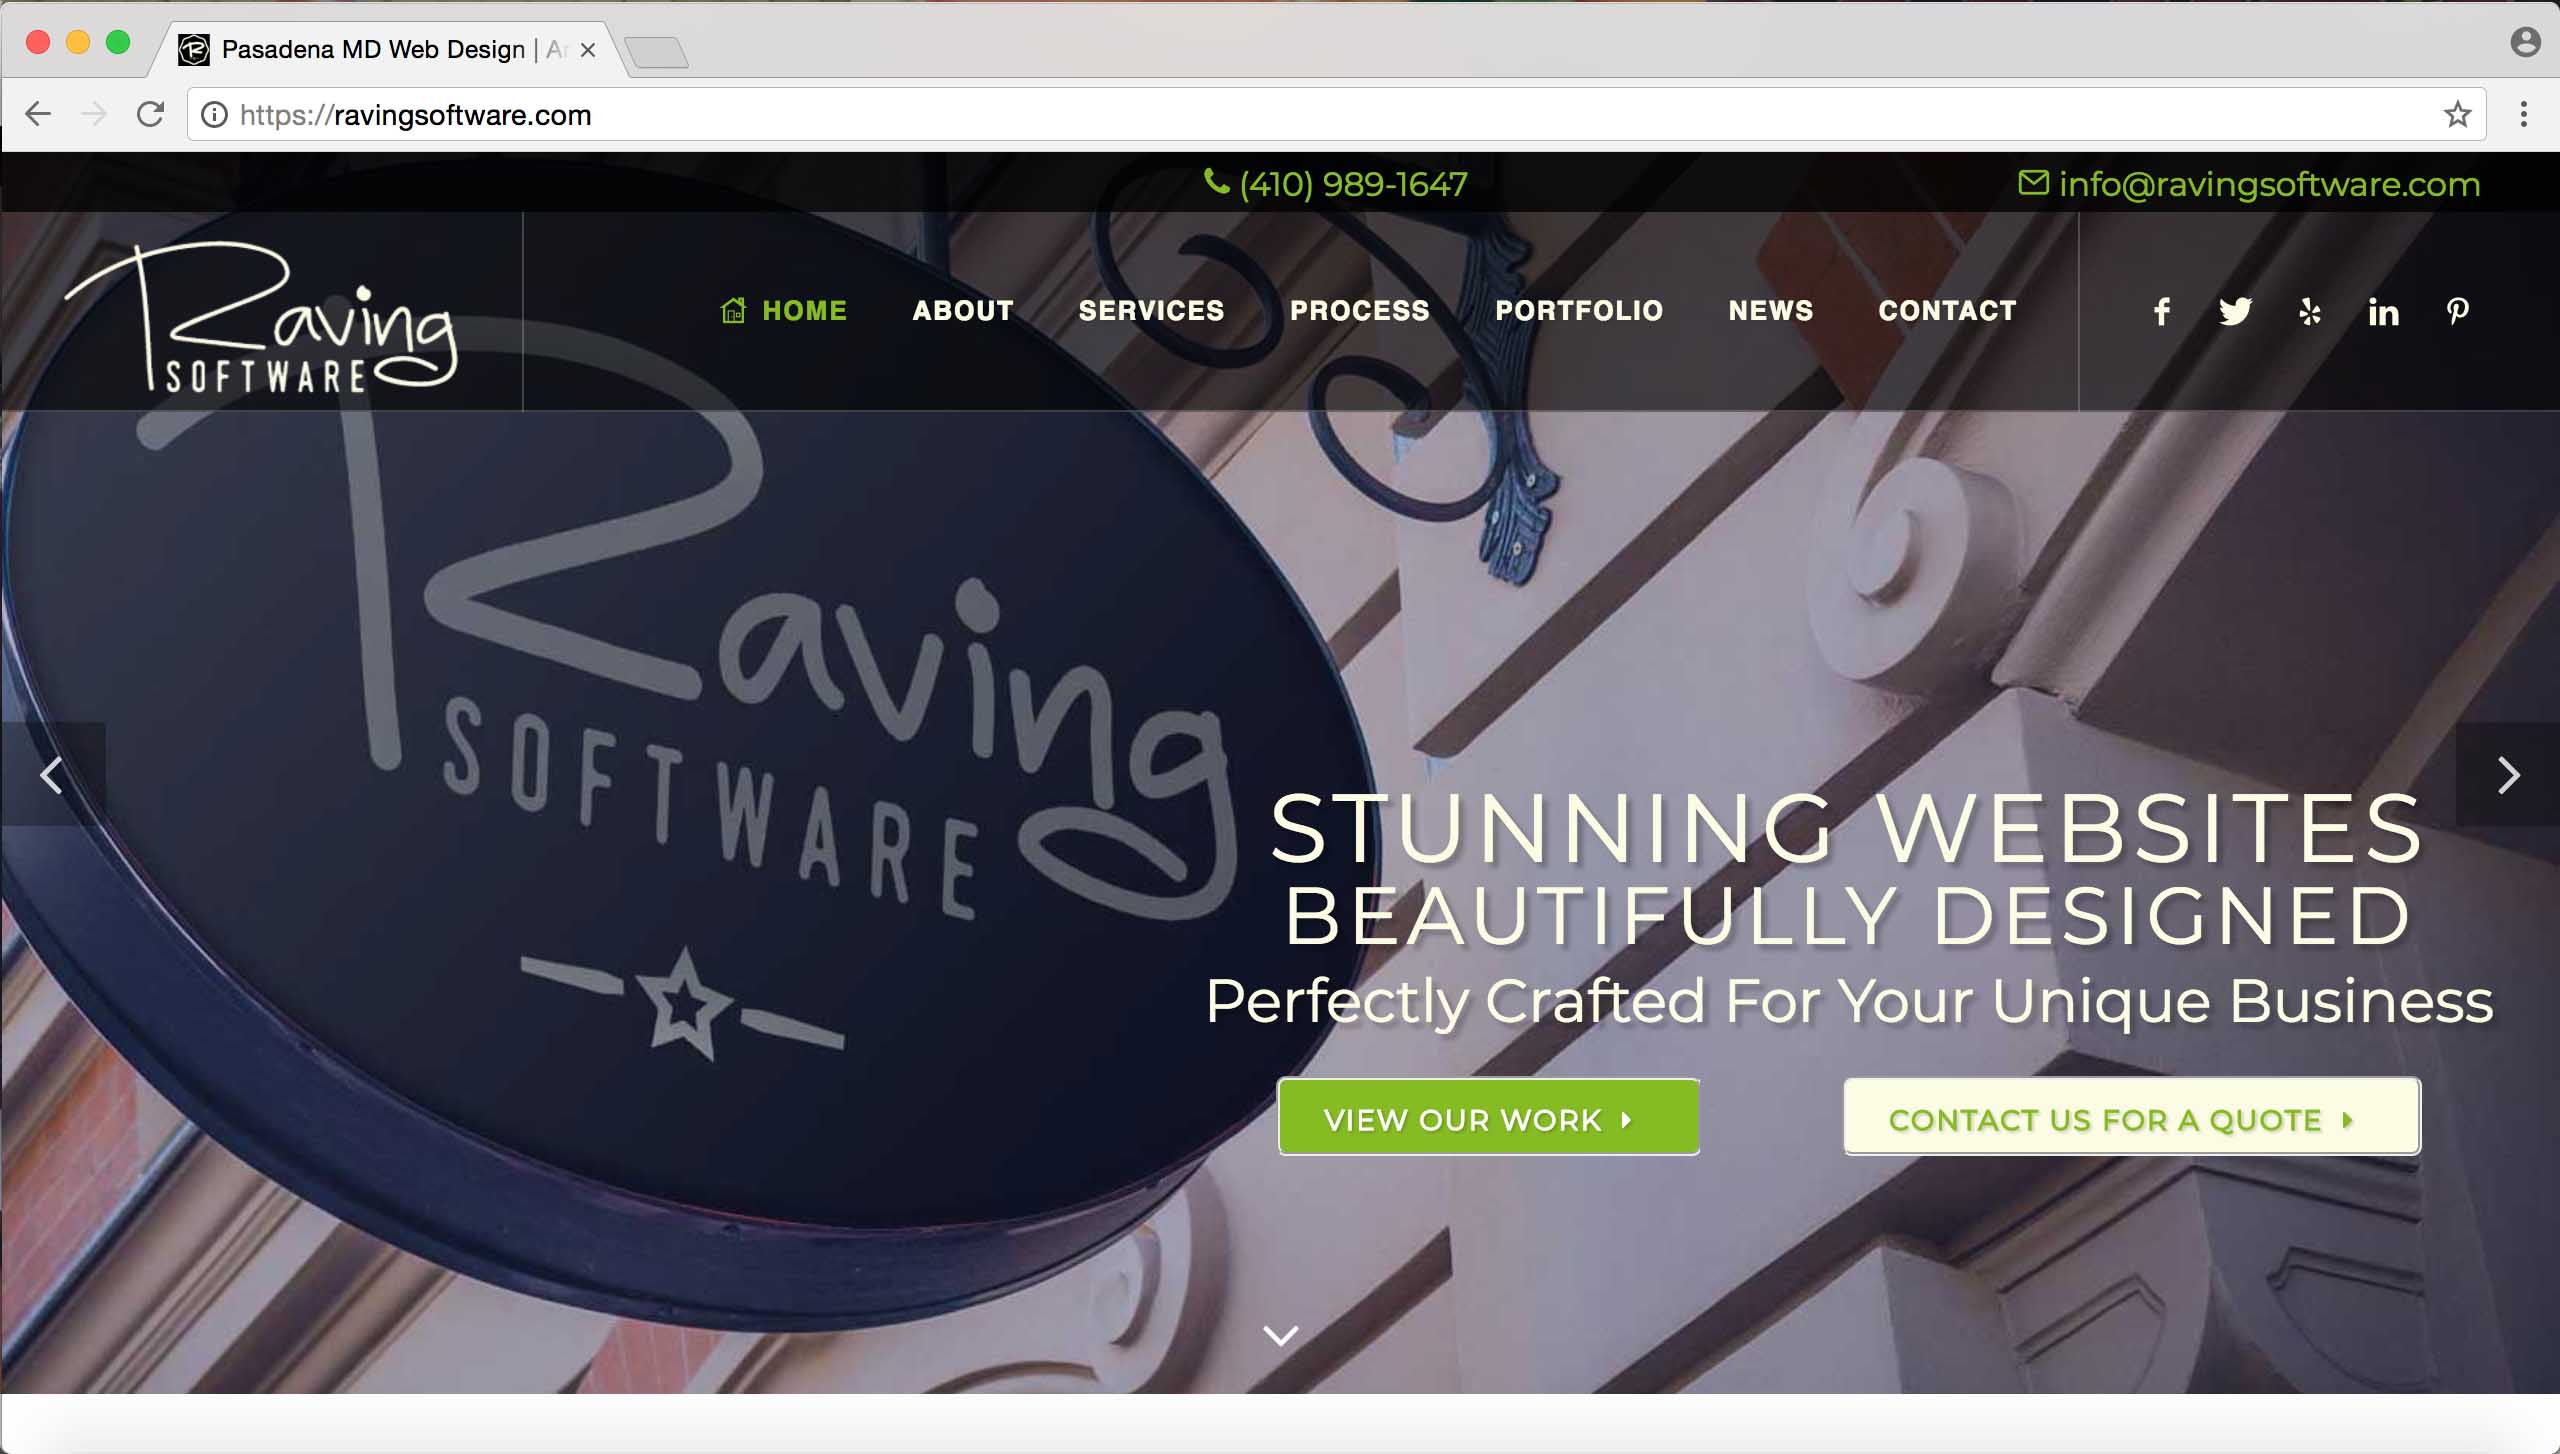 Pasadena MD Web Design |
https://ravingsoftware.com
(410) 989-1647
info@ravingsoftware.com
Raving
SOFTWARE
HOME ABOUT SERVICES PROCESS PORTFOLIO NEWS CONTACT
Raving
SOFTWARE
STUNNING WEBSITES
BEAUTIFULLY DESIGNED
Perfectly Crafted For Your Unique Business
VIEW OUR WORK
CONTACT US FOR A QUOTE